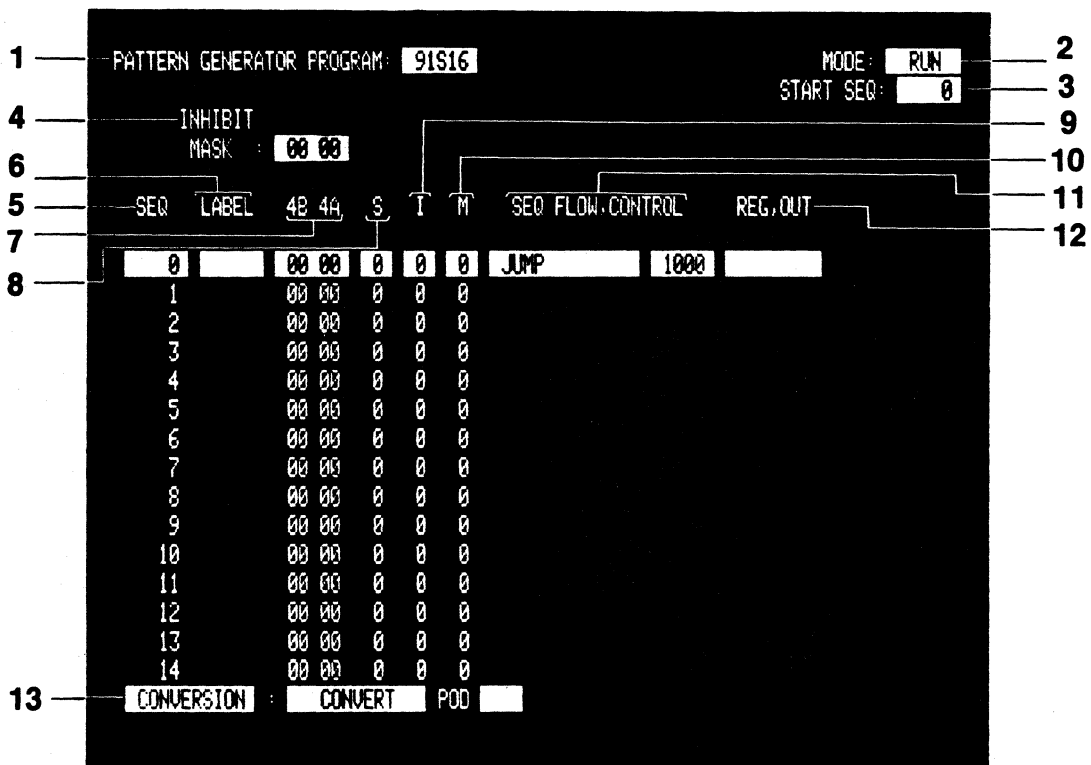 1 PATTERN GENERATOR PROGRAM: 91S16 MODE: RUN 2
START SEQ: 0 3
4 INHIBIT 9
MASK : 00 00 10
6 11
5 SEQ LABEL 4B 4A S I M SEQ FLOW,CONTROL REG,OUT 12
7
8
0 00 00 0 0 0 JUMP 1000
1 00 00 0 0 0
2 00 00 0 0 0
3 00 00 0 0 0
4 00 00 0 0 0
5 00 00 0 0 0
6 00 00 0 0 0
7 00 00 0 0 0
8 00 00 0 0 0
9 00 00 0 0 0
10 00 00 0 0 0
11 00 00 0 0 0
12 00 00 0 0 0
13 00 00 0 0 0
14 00 00 0 0 0
13 CONVERSION : CONVERT POD